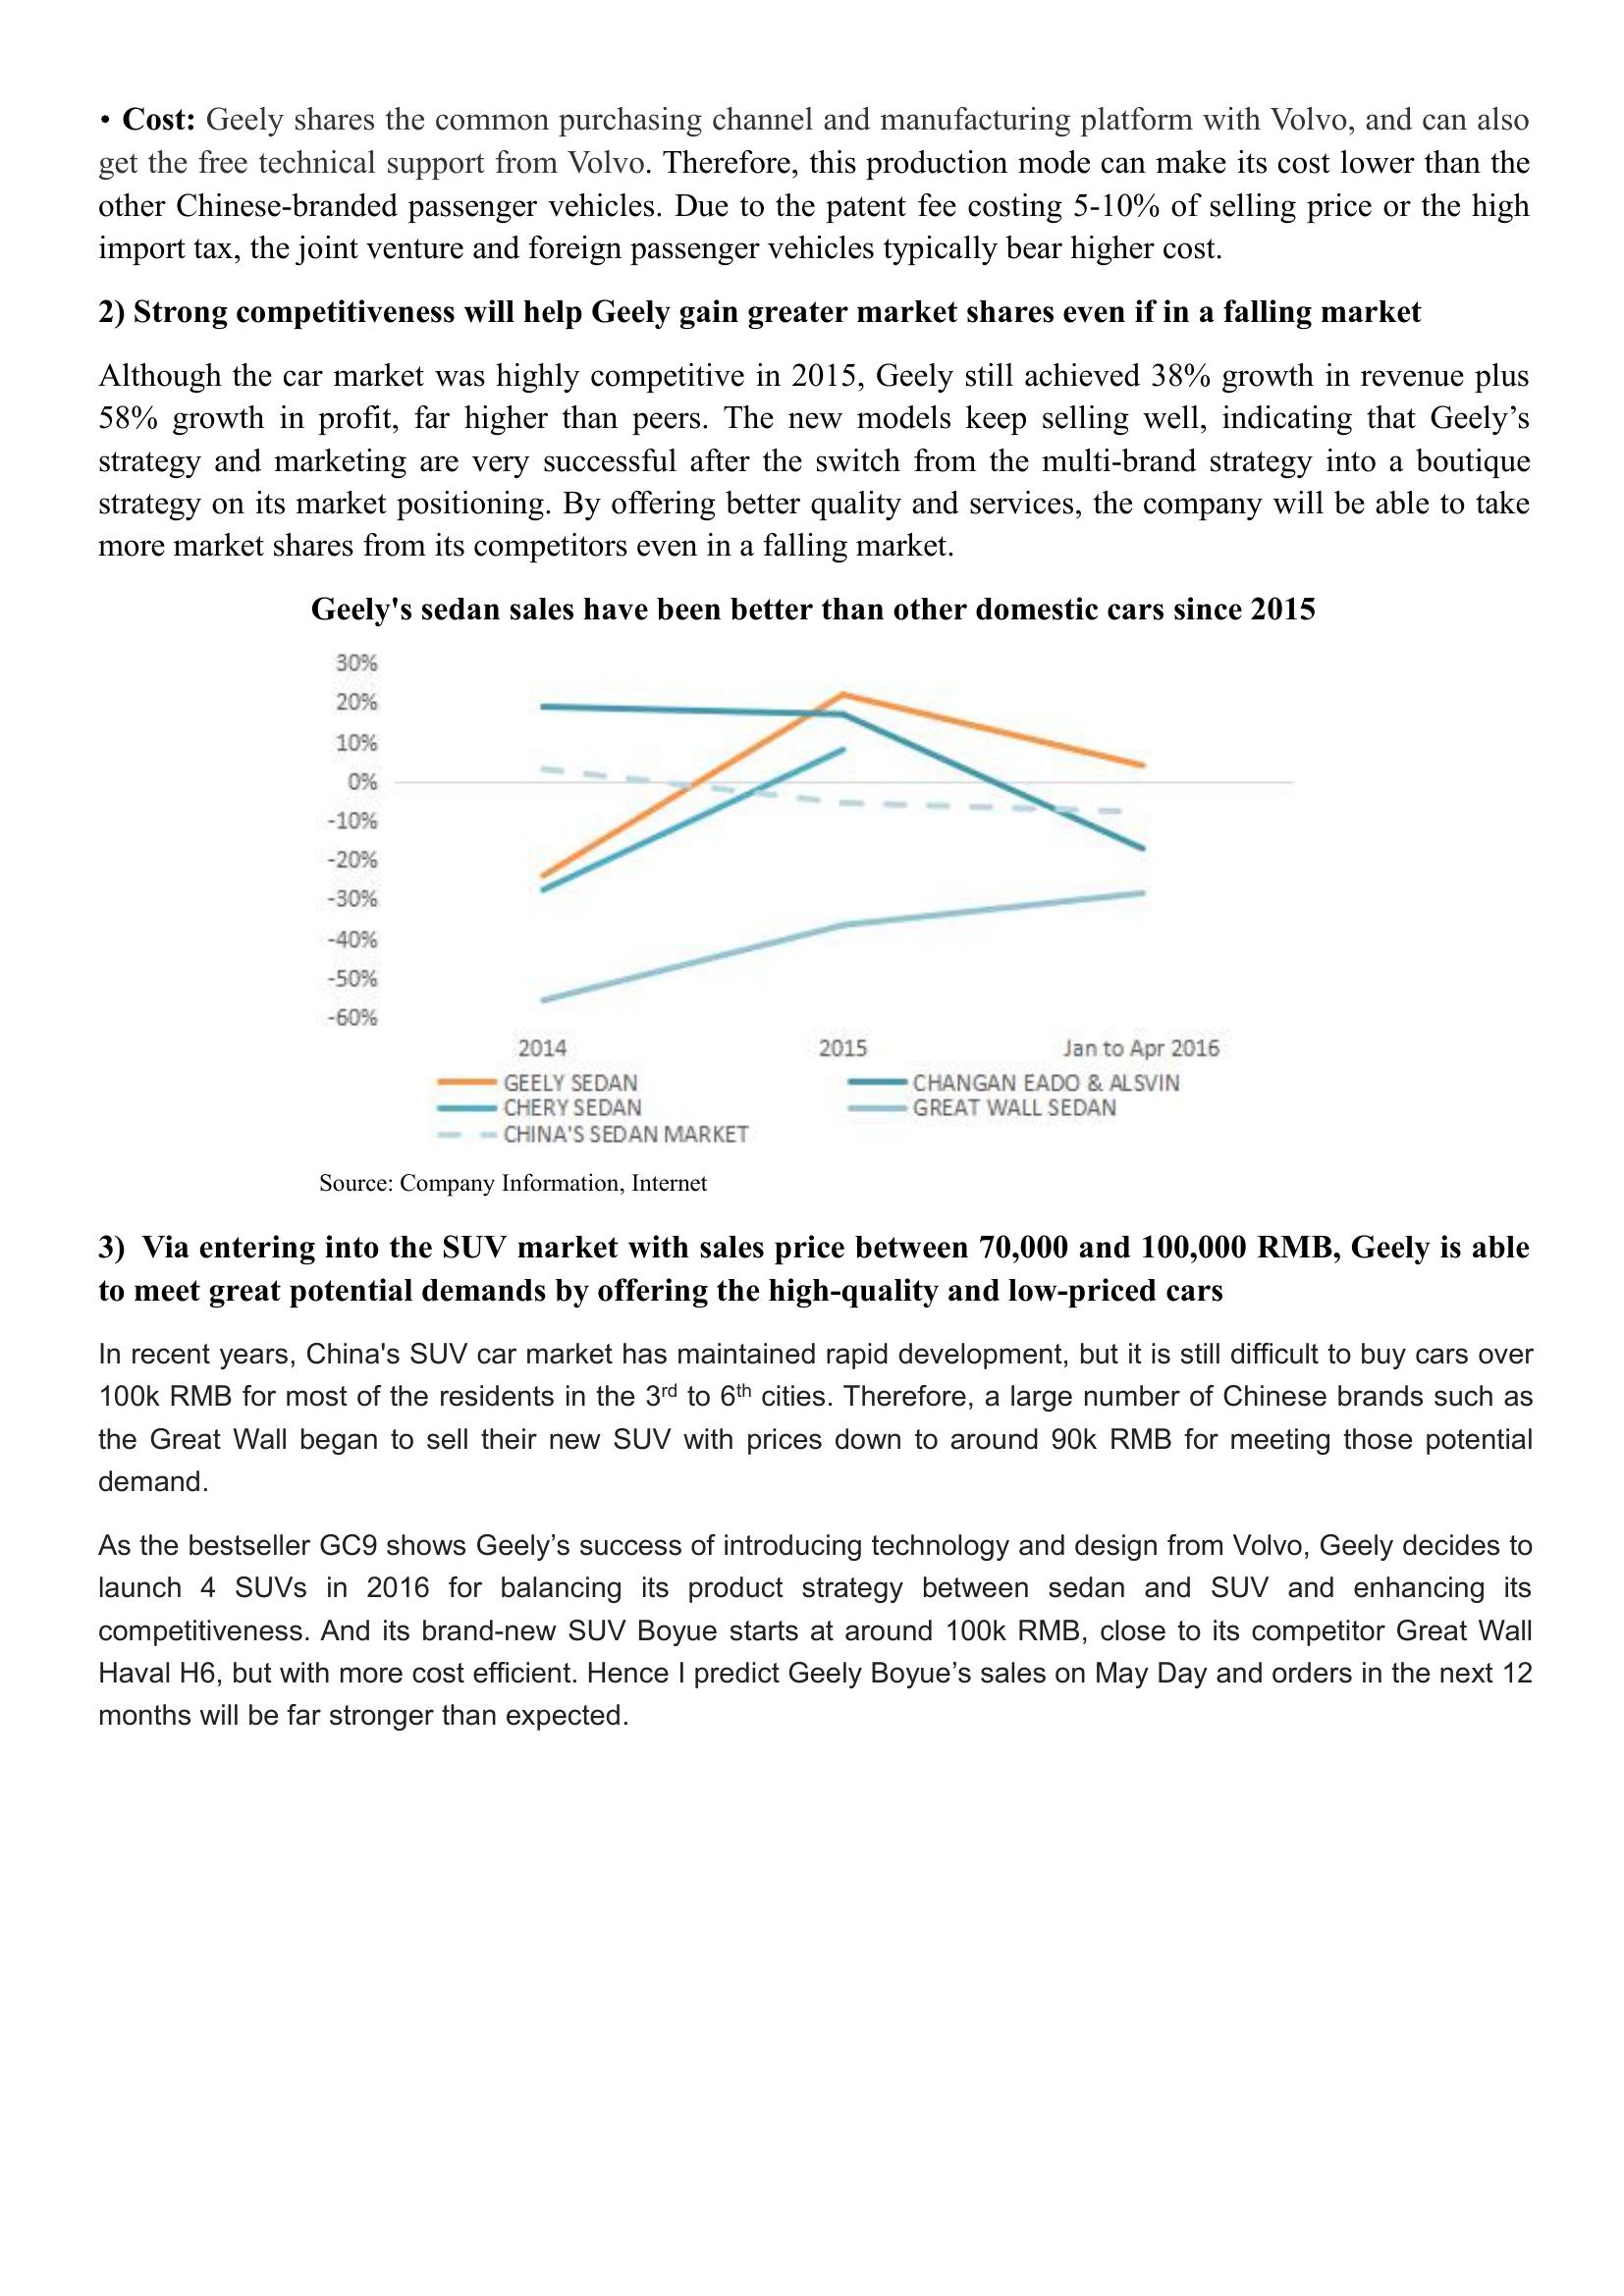 • Cost: Geely shares the common purchasing channel and manufacturing platform with Volvo, and can also
get the free technical support from Volvo. Therefore, this production mode can make its cost lower than the
other Chinese-branded passenger vehicles. Due to the patent fee costing 5-10% of selling price or the high
import tax, the joint venture and foreign passenger vehicles typically bear higher cost.
2) Strong competitiveness will help Geely gain greater market shares even if in a falling market
Although the car market was highly competitive in 2015, Geely still achieved 38% growth in revenue plus
58% growth in profit, far higher than peers. The new models keep selling well, indicating that Geely’s
strategy and marketing are very successful after the switch from the multi-brand strategy into a boutique
strategy on its market positioning. By offering better quality and services, the company will be able to take
more market shares from its competitors even in a falling market.
Geely's sedan sales have been better than other domestic cars since 2015
30%
20%
10%
0%
-10%
-20%
-30%
-40%
-50%
-60%
2014 2015 Jan to Apr 2016
GEELY SEDAN CHANGAN EADO & ALSVIN
CHERY SEDAN GREAT WALL SEDAN
CHINA'S SEDAN MARKET
Source: Company Information, Internet
3) Via entering into the SUV market with sales price between 70,000 and 100,000 RMB, Geely is able
to meet great potential demands by offering the high-quality and low-priced cars
In recent years, China's SUV car market has maintained rapid development, but it is still difficult to buy cars over
100k RMB for most of the residents in the 3rd to 6th cities. Therefore, a large number of Chinese brands such as
the Great Wall began to sell their new SUV with prices down to around 90k RMB for meeting those potential
demand.
As the bestseller GC9 shows Geely’s success of introducing technology and design from Volvo, Geely decides to
launch 4 SUVs in 2016 for balancing its product strategy between sedan and SUV and enhancing its
competitiveness. And its brand-new SUV Boyue starts at around 100k RMB, close to its competitor Great Wall
Haval H6, but with more cost efficient. Hence I predict Geely Boyue’s sales on May Day and orders in the next 12
months will be far stronger than expected.